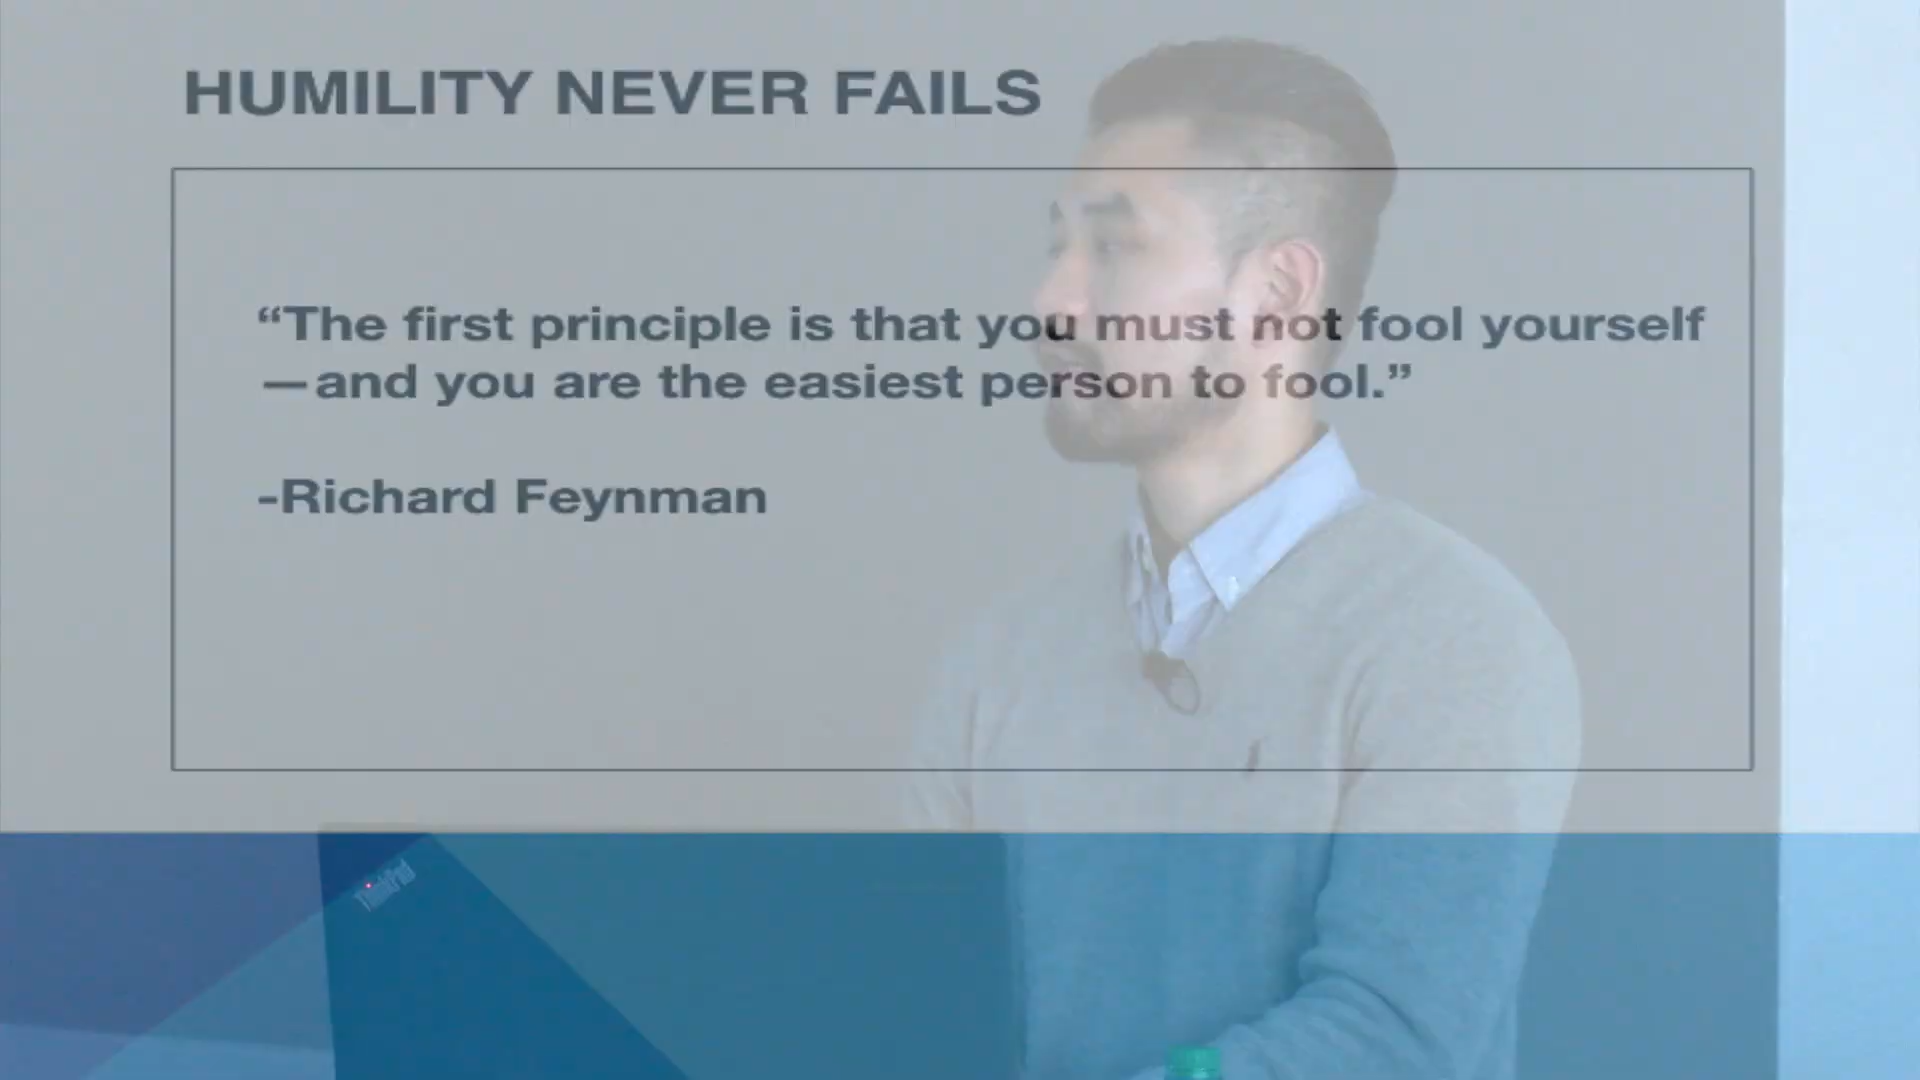 HUMILITY NEVER FAILS
“The first principle is that you must not fool yourself
—and you are the easiest person to fool.”
-Richard Feynman
ThinkPad